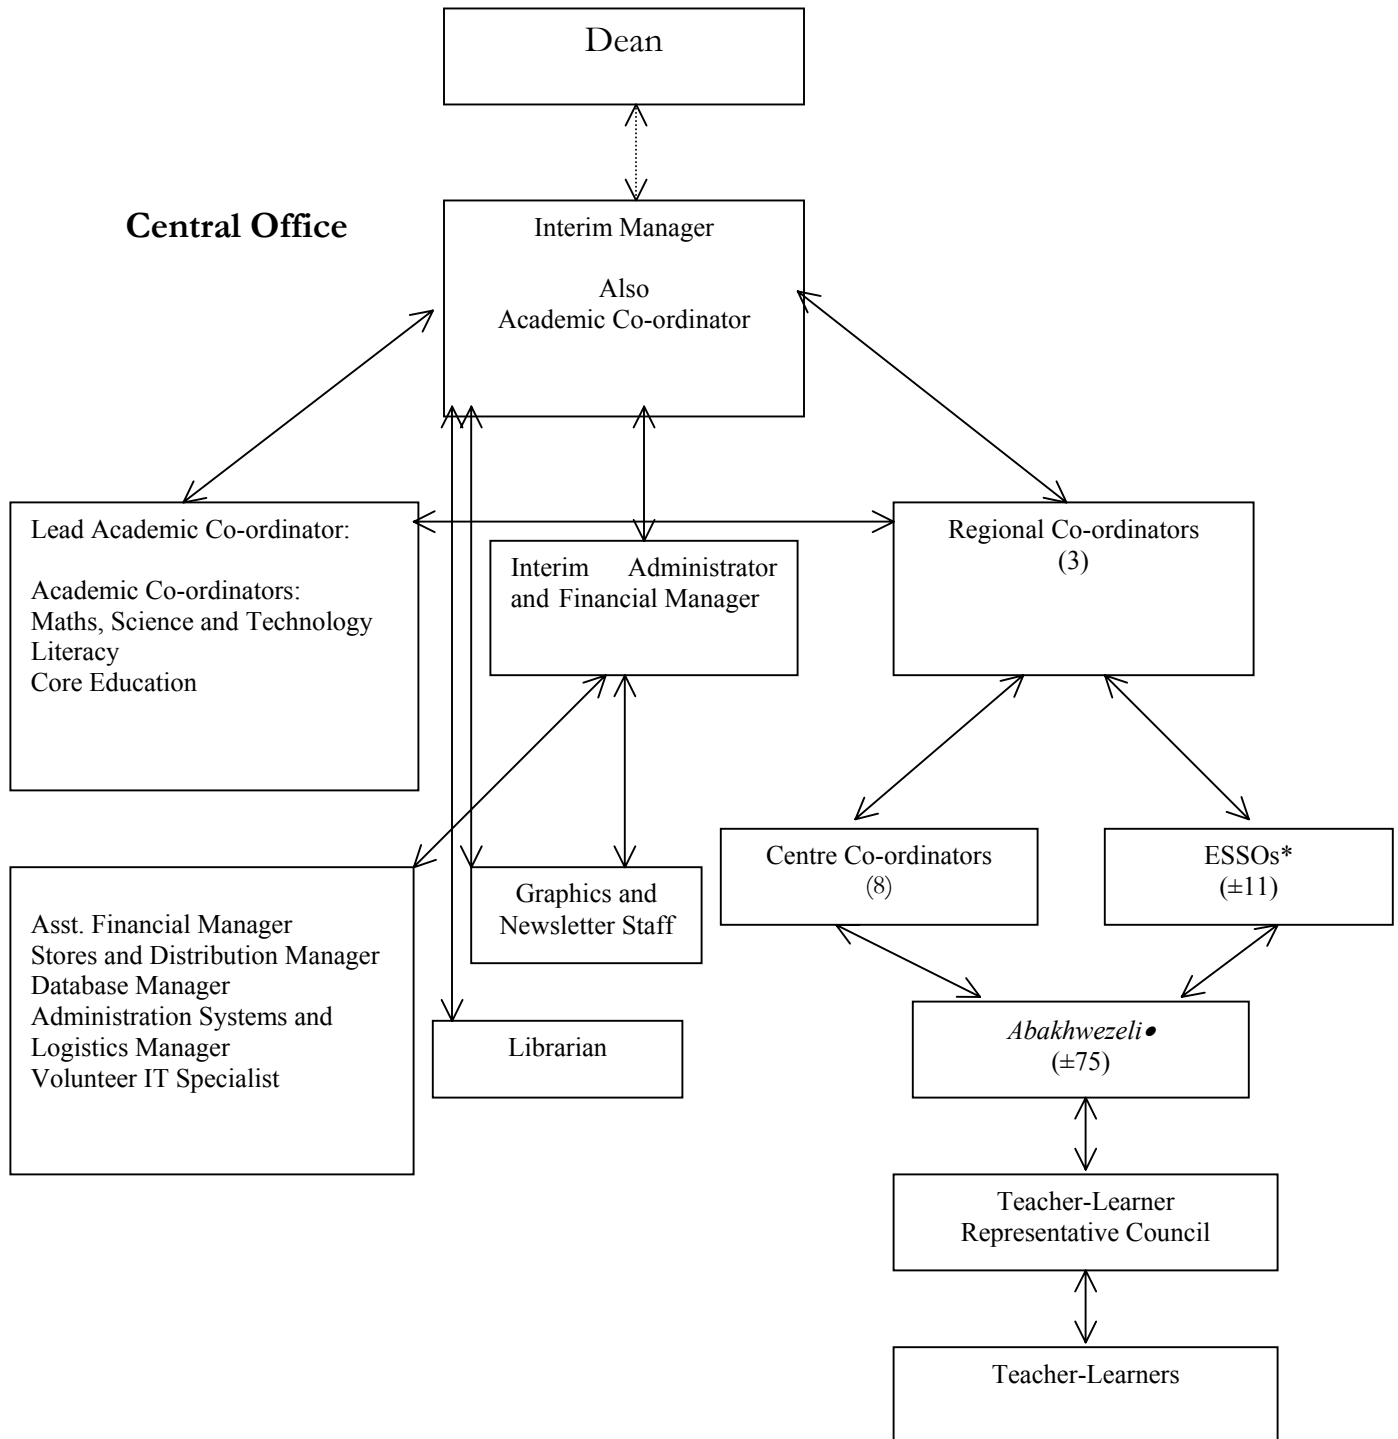 Dean
Central Office
Interim Manager
Also
Academic Co-ordinator
Lead Academic Co-ordinator:
Academic Co-ordinators:
Maths, Science and Technology
Literacy
Core Education
Interim Administrator
and Financial Manager
Regional Co-ordinators
(3)
Centre Co-ordinators
(8)
ESSOs*
(±11)
Asst. Financial Manager
Stores and Distribution Manager
Database Manager
Administration Systems and
Logistics Manager
Volunteer IT Specialist
Graphics and
Newsletter Staff
Librarian
Abakhwezeli●
(±75)
Teacher-Learner
Representative Council
Teacher-Learners